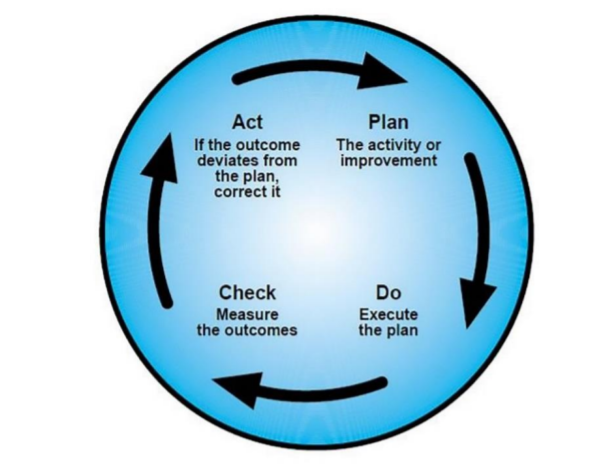 Act
If the outcome
deviates from
the plan,
correct it
Plan
The activity or
improvement
Check
Measure
the outcomes
Do
Execute
the plan